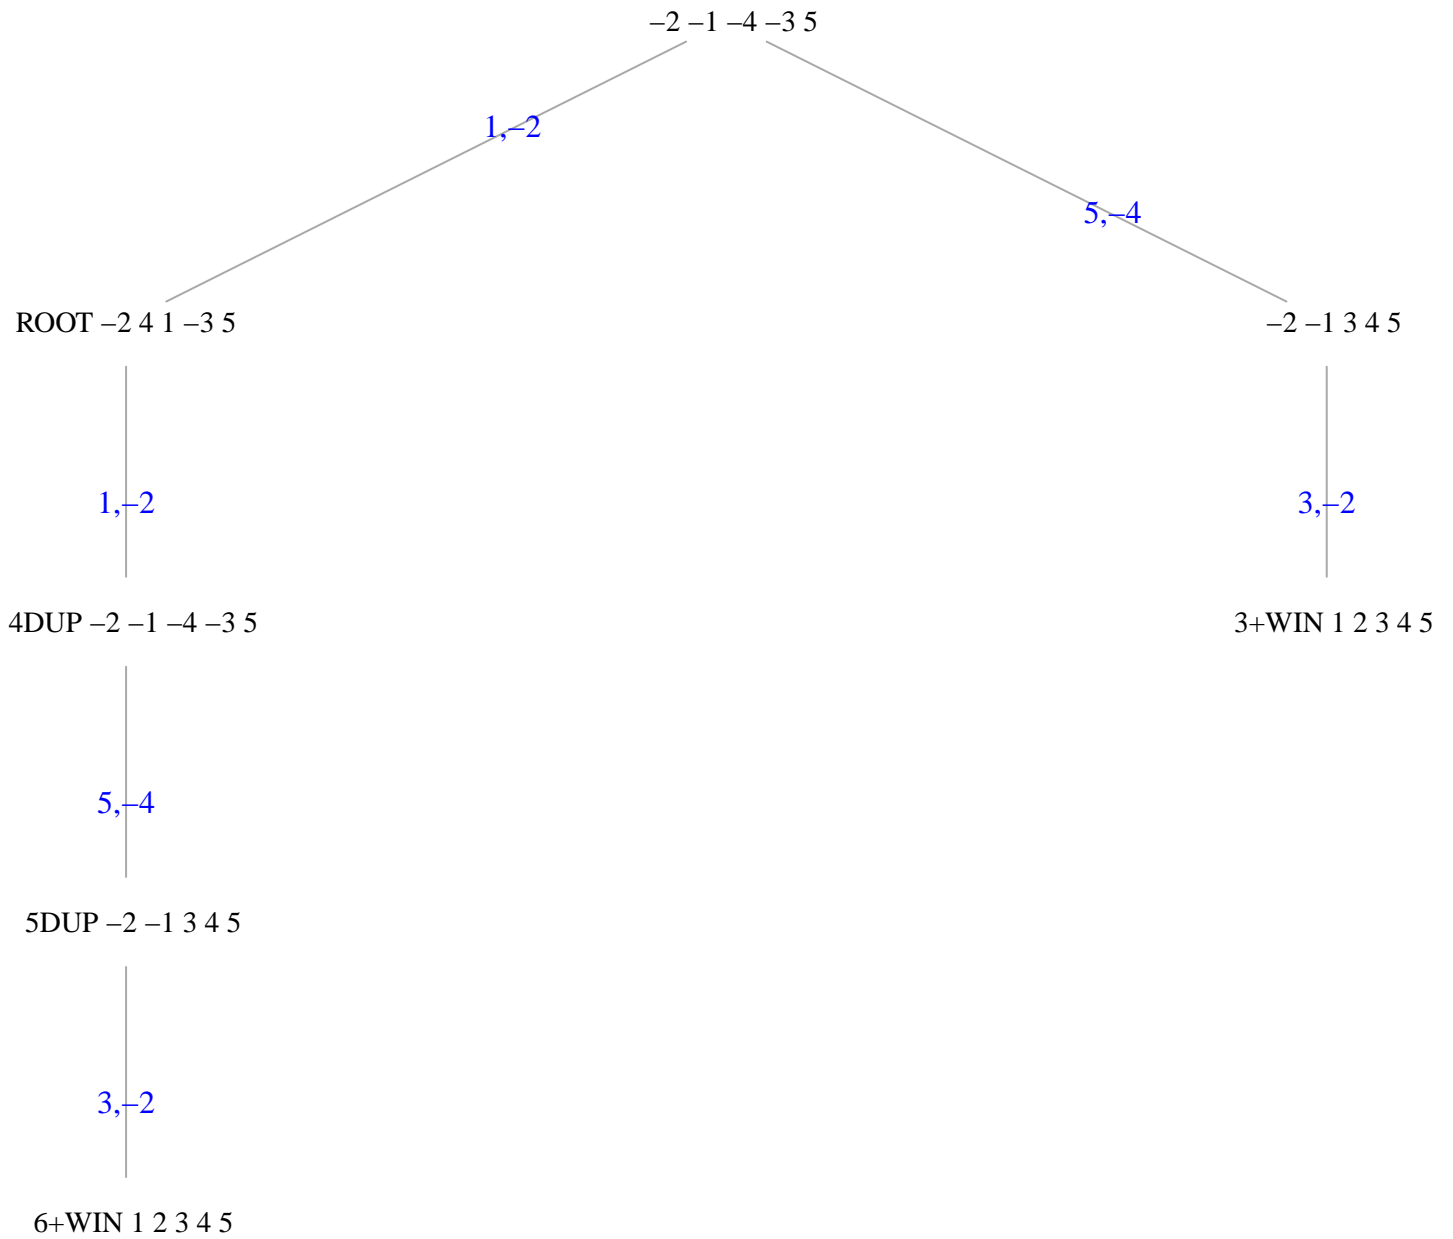 –2 –1 –4 –3 5
1,–2
5,–4
ROOT –2 4 1 –3 5
–2 –1 3 4 5
1,–2
3,–2
4DUP –2 –1 –4 –3 5
3+WIN 1 2 3 4 5
5,–4
5DUP –2 –1 3 4 5
3,–2
6+WIN 1 2 3 4 5